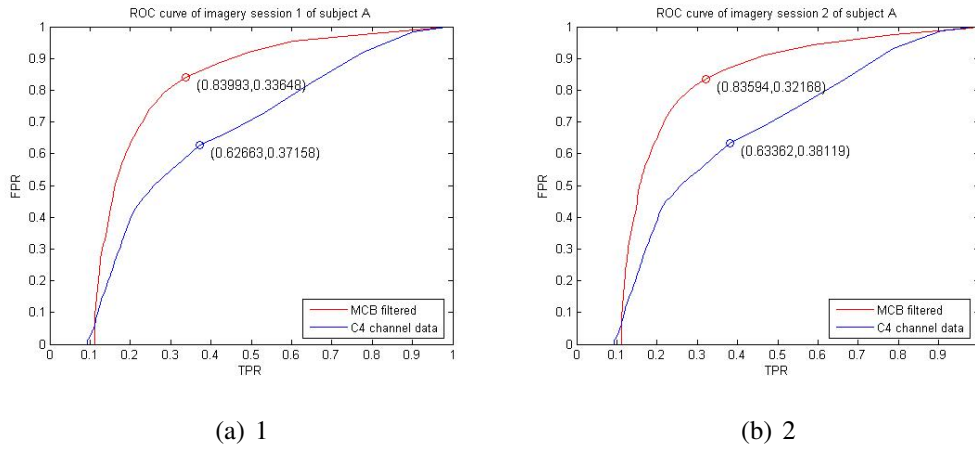 ROC curve of imagery session 1 of subject A
1
0.9
0.8
0.7
0.6
0.5
0.4
0.3
0.2
0.1
0
FPR
(0.83993,0.33648)
(0.62663,0.37158)
MCB filtered
C4 channel data
0 0.1 0.2 0.3 0.4 0.5 0.6 0.7 0.8 0.9 1
TPR
(a) 1
ROC curve of imagery session 2 of subject A
1
0.9
0.8
0.7
0.6
0.5
0.4
0.3
0.2
0.1
0
FPR
(0.83594,0.32168)
(0.63362,0.38119)
MCB filtered
C4 channel data
0 0.1 0.2 0.3 0.4 0.5 0.6 0.7 0.8 0.9
TPR
(b) 2